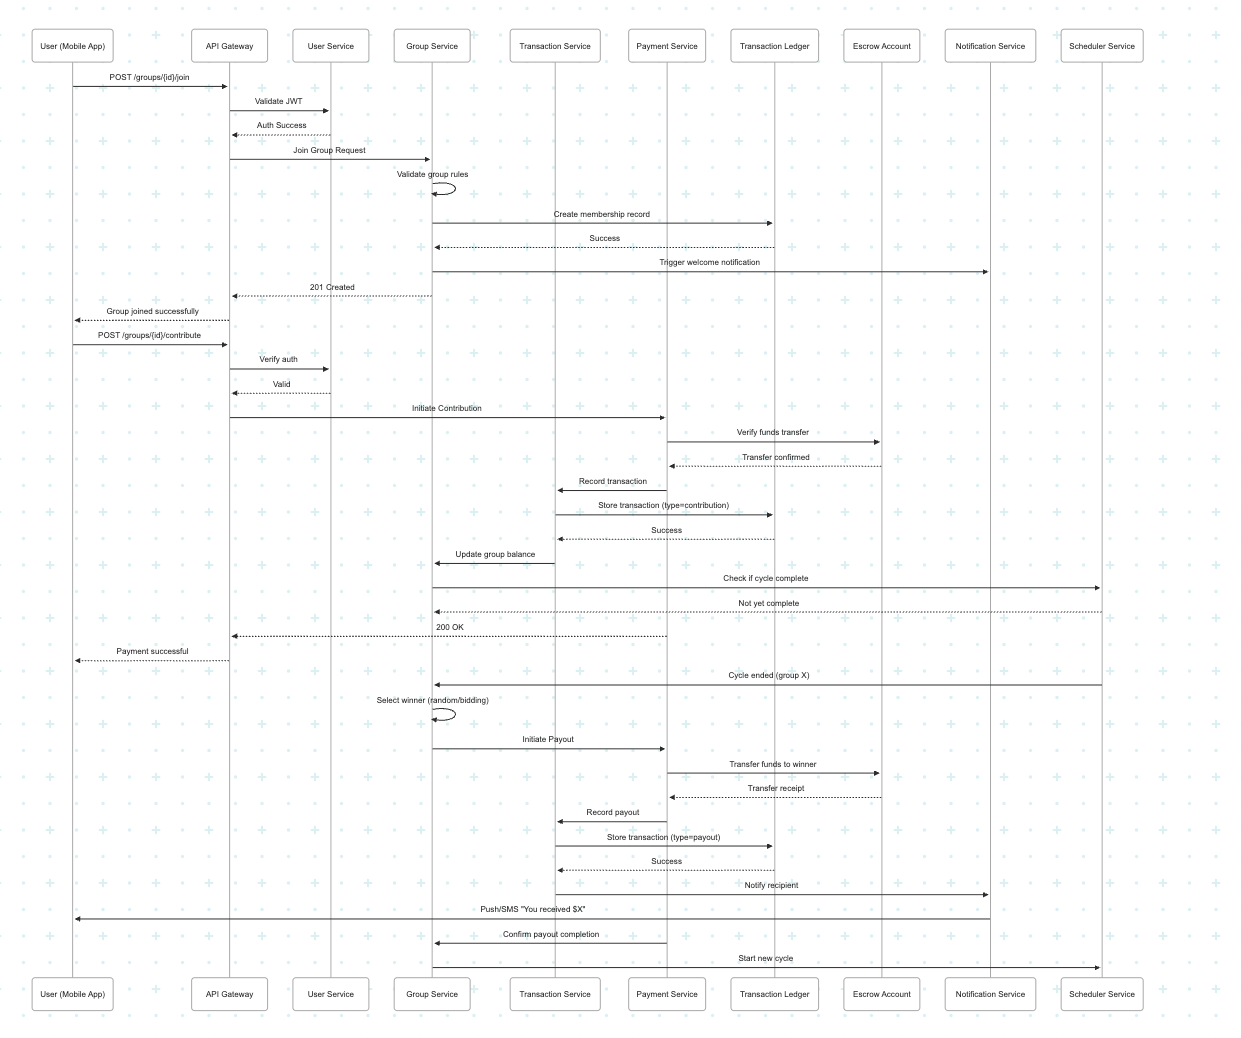 User (Mobile App)
API Gateway
User Service
Group Service
Transaction Service
Payment Service
Transaction Ledger
Escrow Account
Notification Service
Scheduler Service
POST /groups/{id}/join
Validate JWT
Auth Success
Join Group Request
Validate group rules
Create membership record
Success
Trigger welcome notification
201 Created
Group joined successfully
POST /groups/{id}/contribute
Verify auth
Valid
Initiate Contribution
Verify funds transfer
Transfer confirmed
Record transaction
Store transaction (type=contribution)
Success
Update group balance
Check if cycle complete
Not yet complete
200 OK
Payment successful
Cycle ended (group X)
Select winner (random/bidding)
Initiate Payout
Transfer funds to winner
Transfer receipt
Record payout
Store transaction (type=payout)
Success
Notify recipient
Push/SMS "You received $X"
Confirm payout completion
Start new cycle
User (Mobile App)
API Gateway
User Service
Group Service
Transaction Service
Payment Service
Transaction Ledger
Escrow Account
Notification Service
Scheduler Service